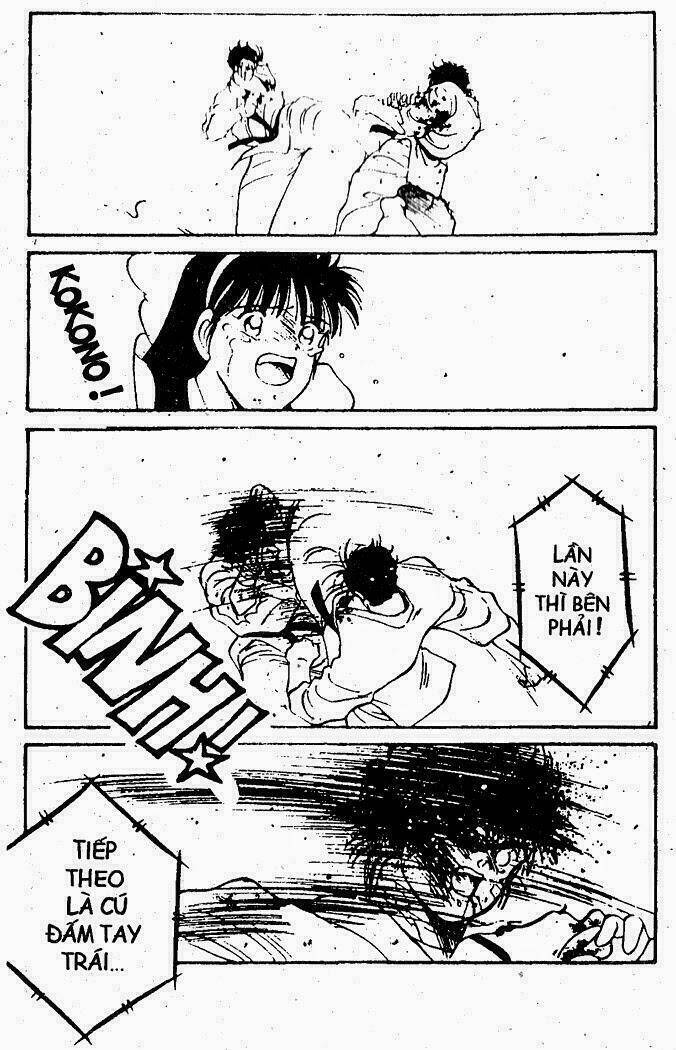 KOKONO!
LẦN
NÀY
THÌ BÊN
PHẢI!
BINH!
TIẾP
THEO
LÀ CÚ
ĐẤM TAY
TRÁI...